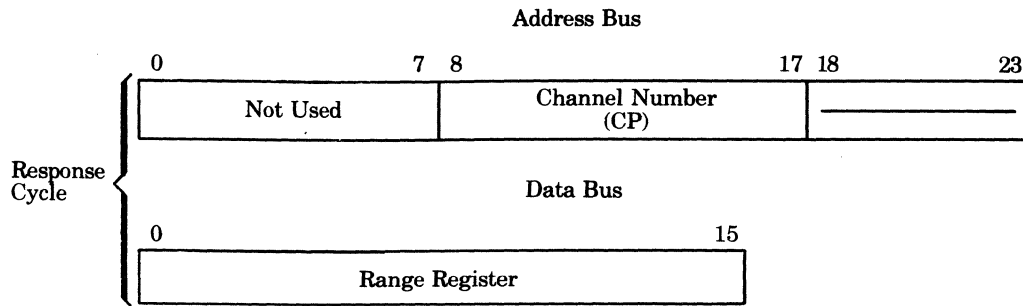 Address Bus
0 7 8 17 18 23
Not Used
Channel Number
(CP)
Response
Cycle
Data Bus
0 15
Range Register